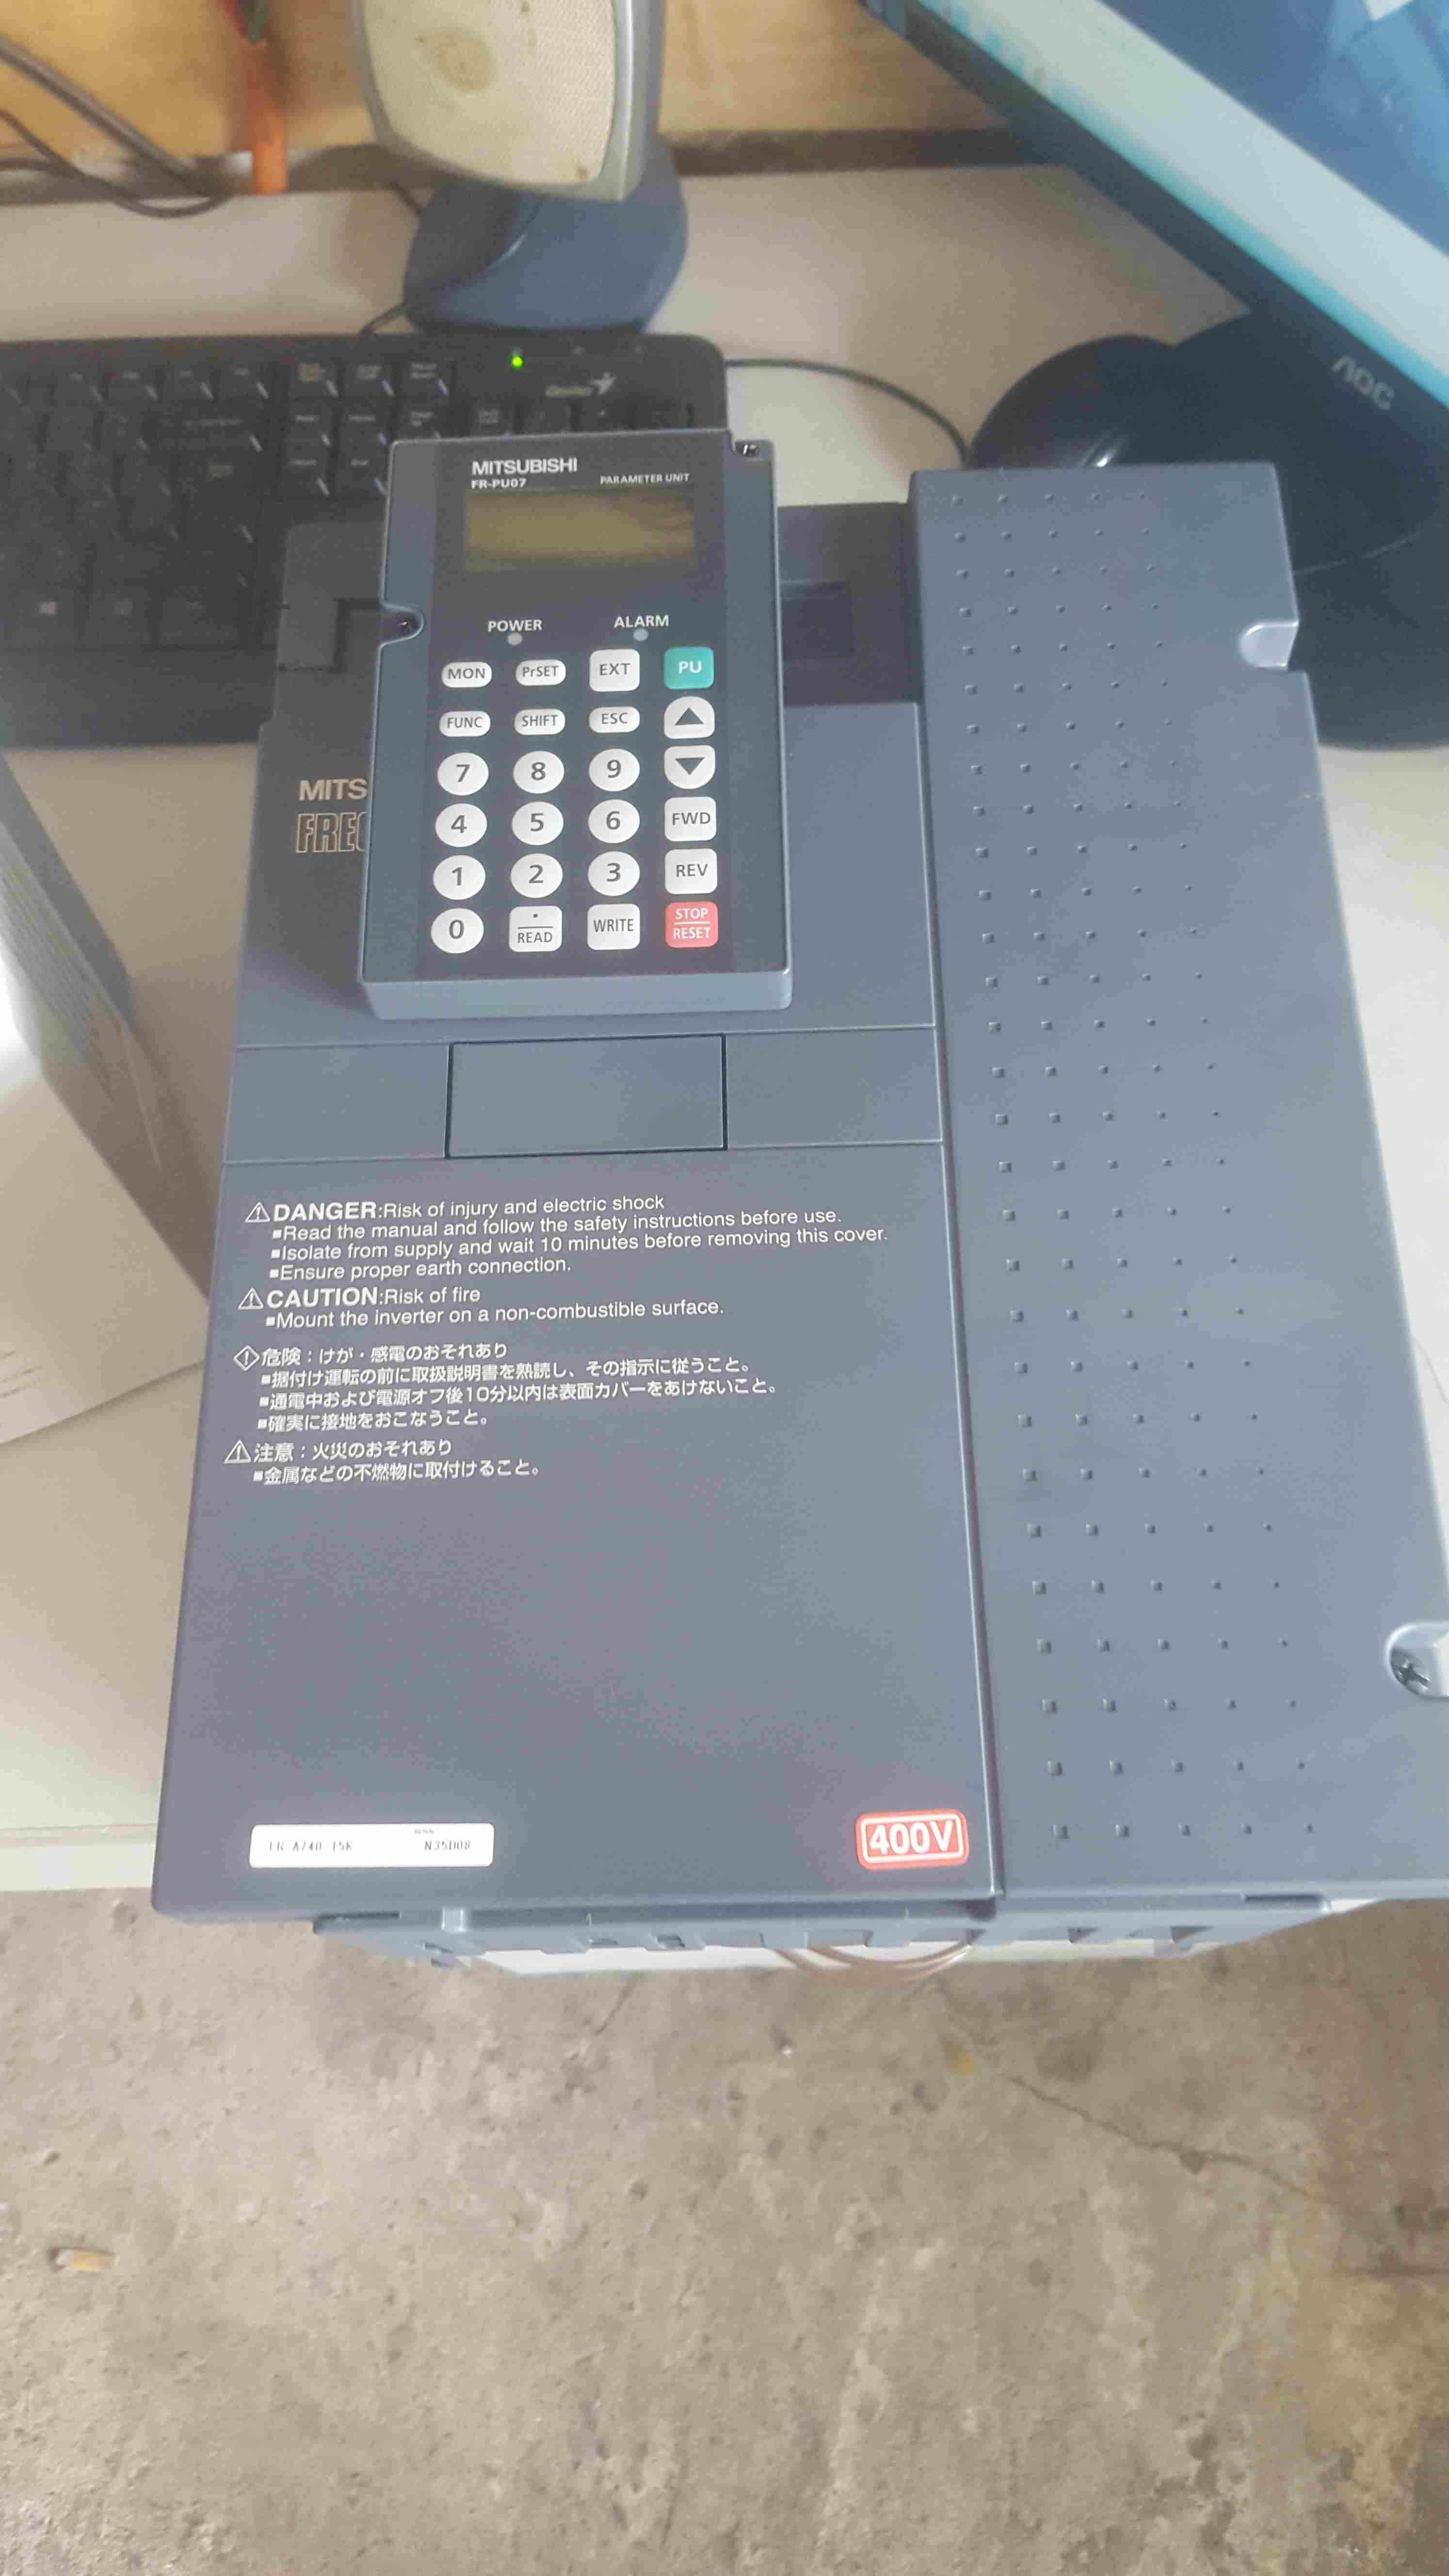 AOC
Genius
MITSUBISHI
FR-PU07 PARAMETER UNIT
POWER ALARM
MON PrSET EXT PU
FUNC SHIFT ESC
7 8 9
4 5 6 FWD
1 2 3 REV
0 · READ WRITE STOP RESET
MITS
FREQ
DANGER:Risk of injury and electric shock
■Read the manual and follow the safety instructions before use.
■Isolate from supply and wait 10 minutes before removing this cover.
■Ensure proper earth connection.
CAUTION:Risk of fire
■Mount the inverter on a non-combustible surface.
危険：けが・感電のおそれあり
■据付け運転の前に取扱説明書を熟読し、その指示に従うこと。
■通電中および電源オフ後10分以内は表面カバーをあけないこと。
■確実に接地をおこなうこと。
注意：火災のおそれあり
■金属などの不燃物に取付けること。
FR-A740-15K N35D08
400V